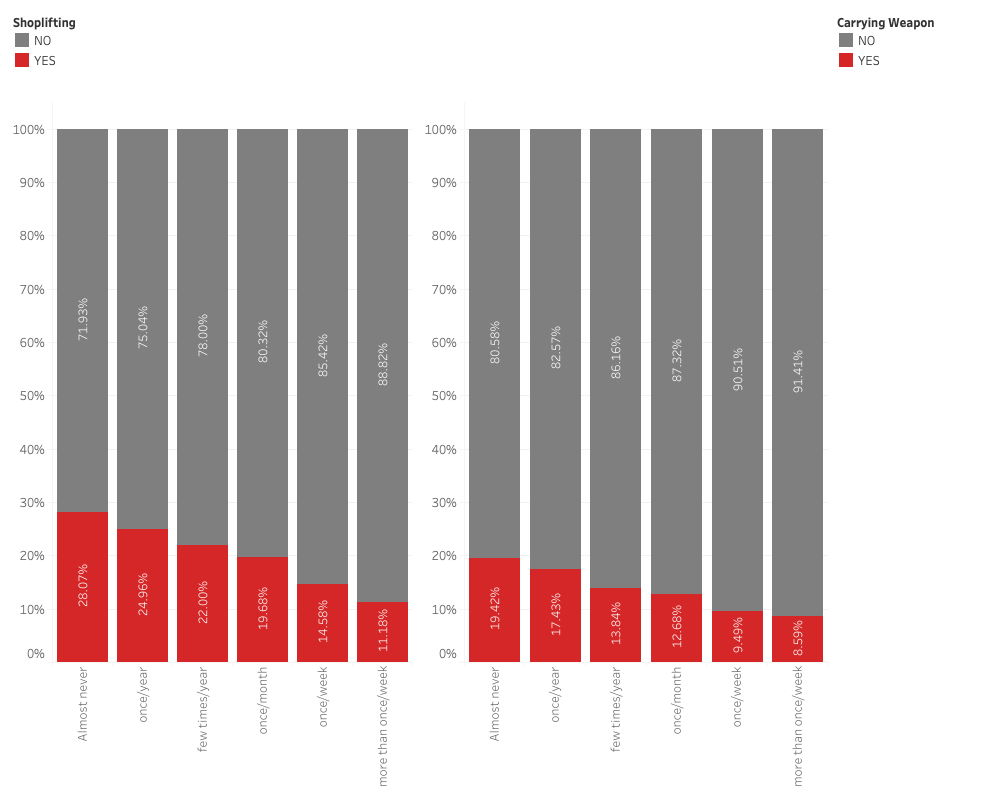 Shoplifting
NO
YES
Carrying Weapon
NO
YES
100%
90%
80%
70%
60%
50%
40%
30%
20%
10%
0%
71.93%
75.04%
78.00%
80.32%
85.42%
88.82%
28.07%
24.96%
22.00%
19.68%
14.58%
11.18%
Almost never
once/year
few times/year
once/month
once/week
more than once/week
100%
90%
80%
70%
60%
50%
40%
30%
20%
10%
0%
80.58%
82.57%
86.16%
87.32%
90.51%
91.41%
19.42%
17.43%
13.84%
12.68%
9.49%
8.59%
Almost never
once/year
few times/year
once/month
once/week
more than once/week